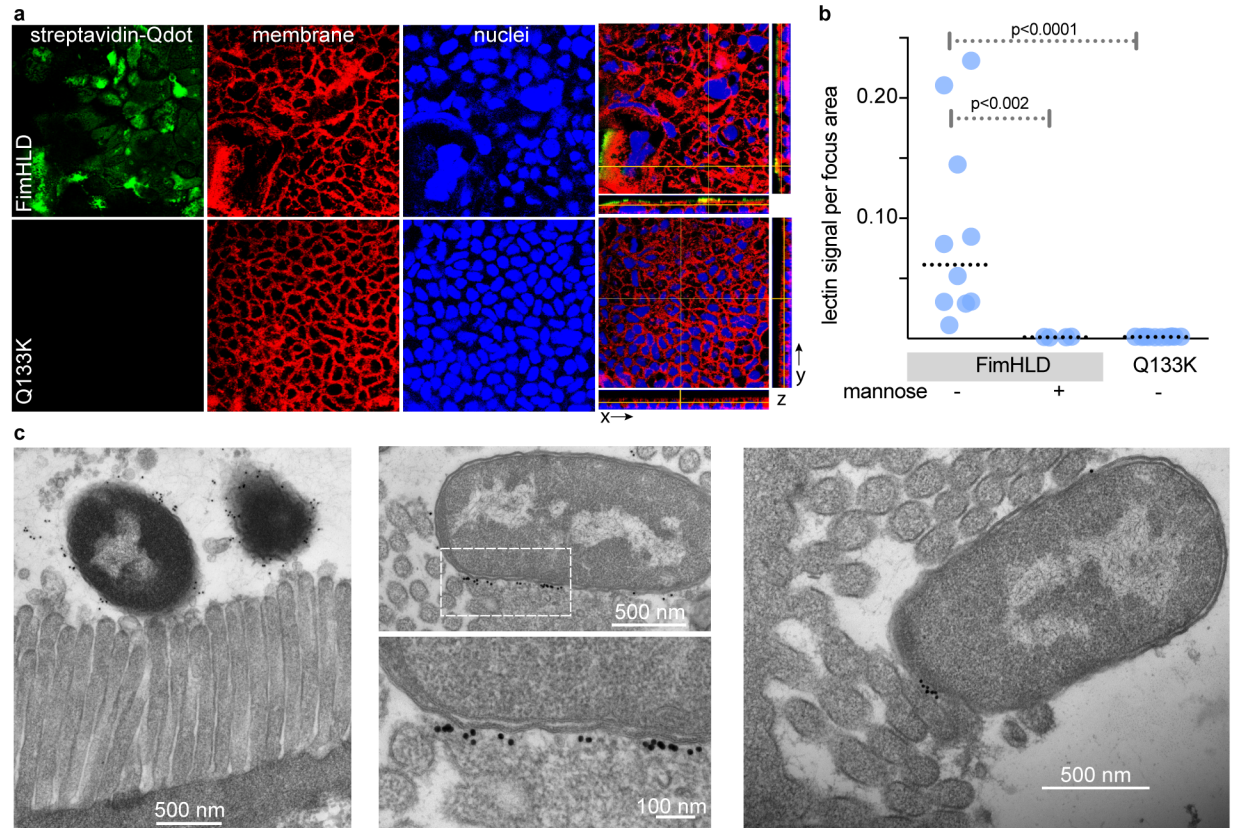 a
streptavidin-Qdot
membrane
nuclei
FimHLD
Q133K
x
y
z
b
lectin signal per focus area
0.20
0.10
p<0.0001
p<0.002
FimHLD
Q133K
mannose - + -
c
500 nm
500 nm
100 nm
500 nm